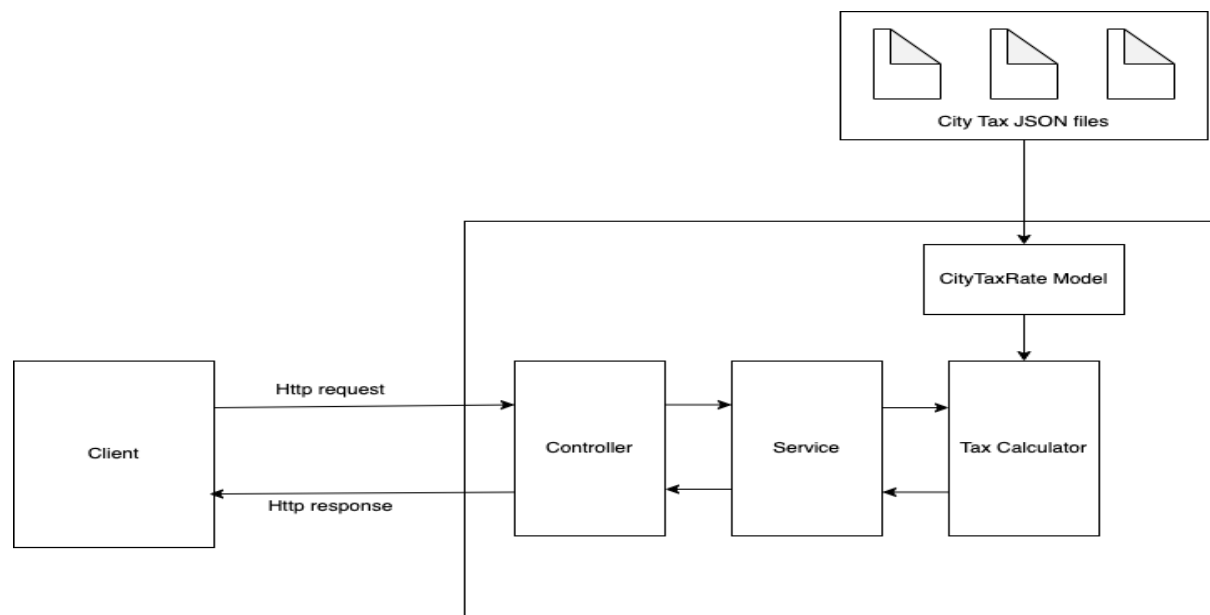 City Tax JSON files
CityTaxRate Model
Http request
Client
Controller
Service
Tax Calculator
Http response